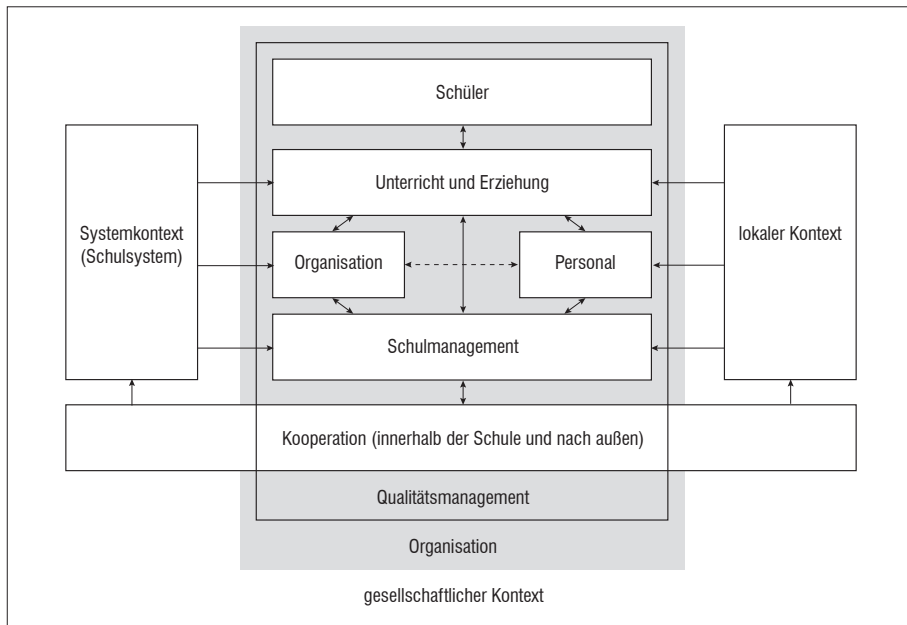 Schüler
Unterricht und Erziehung
Systemkontext
(Schulsystem)
Organisation
Personal
lokaler Kontext
Schulmanagement
Kooperation (innerhalb der Schule und nach außen)
Qualitätsmanagement
Organisation
gesellschaftlicher Kontext